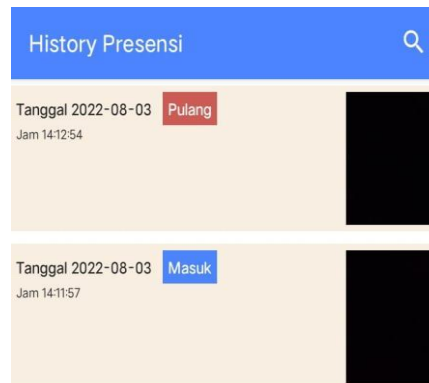 History Presensi
Tanggal 2022-08-03 Pulang
Jam 14:12:54
Tanggal 2022-08-03 Masuk
Jam 14:11:57